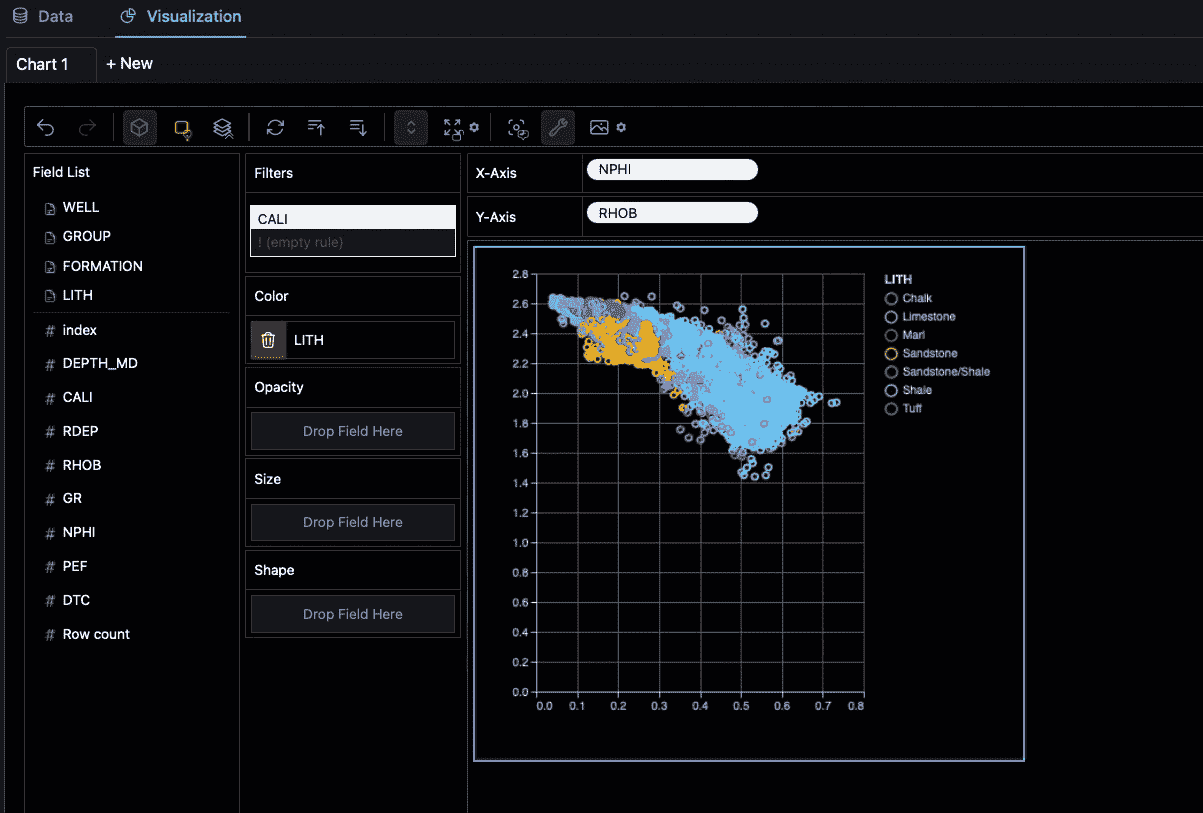 Data
Visualization
Chart 1
+ New
Field List
WELL
GROUP
FORMATION
LITH
# index
# DEPTH_MD
# CALI
# RDEP
# RHOB
# GR
# NPHI
# PEF
# DTC
# Row count
Filters
CALI
! (empty rule)
Color
LITH
Opacity
Drop Field Here
Size
Drop Field Here
Shape
Drop Field Here
X-Axis
NPHI
Y-Axis
RHOB
2.8
2.6
2.4
2.2
2.0
1.8
1.6
1.4
1.2
1.0
0.8
0.6
0.4
0.2
0.0
0.0 0.1 0.2 0.3 0.4 0.5 0.6 0.7 0.8
LITH
Chalk
Limestone
Marl
Sandstone
Sandstone/Shale
Shale
Tuff